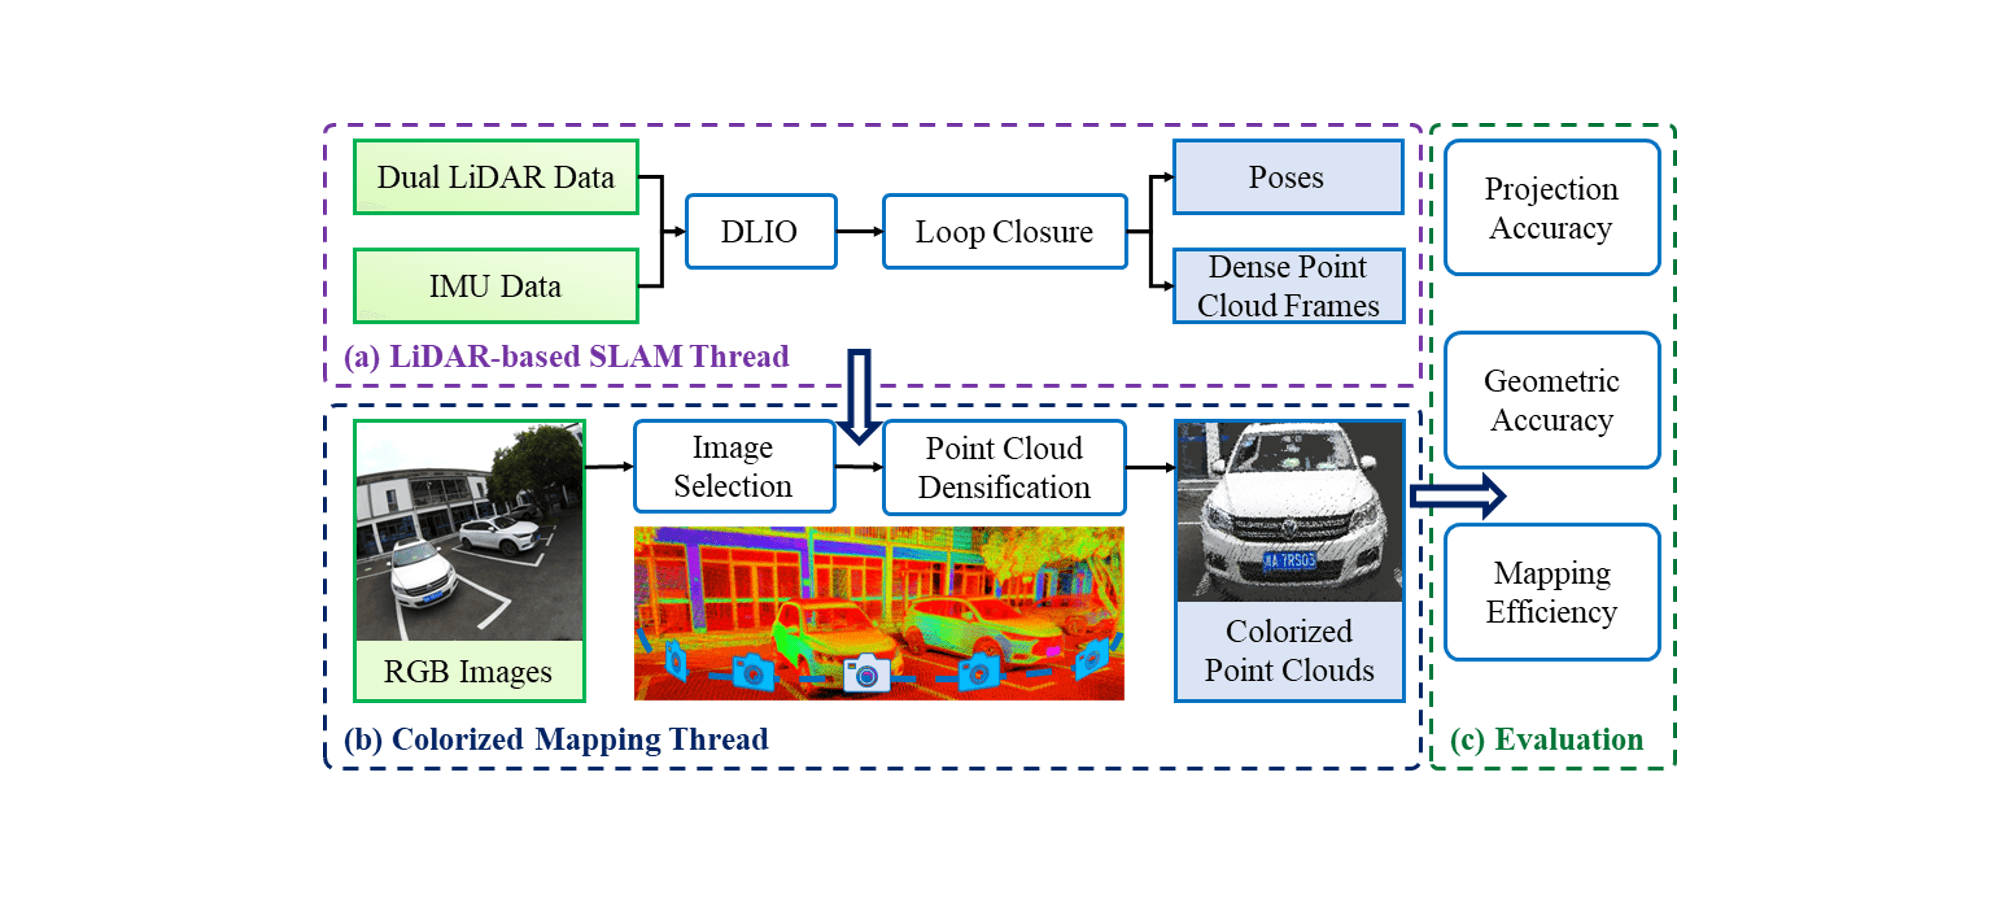 Dual LiDAR Data
IMU Data
DLIO
Loop Closure
Poses
Dense Point
Cloud Frames
(a) LiDAR-based SLAM Thread
RGB Images
Image
Selection
Point Cloud
Densification
Colorized
Point Clouds
(b) Colorized Mapping Thread
Projection
Accuracy
Geometric
Accuracy
Mapping
Efficiency
(c) Evaluation